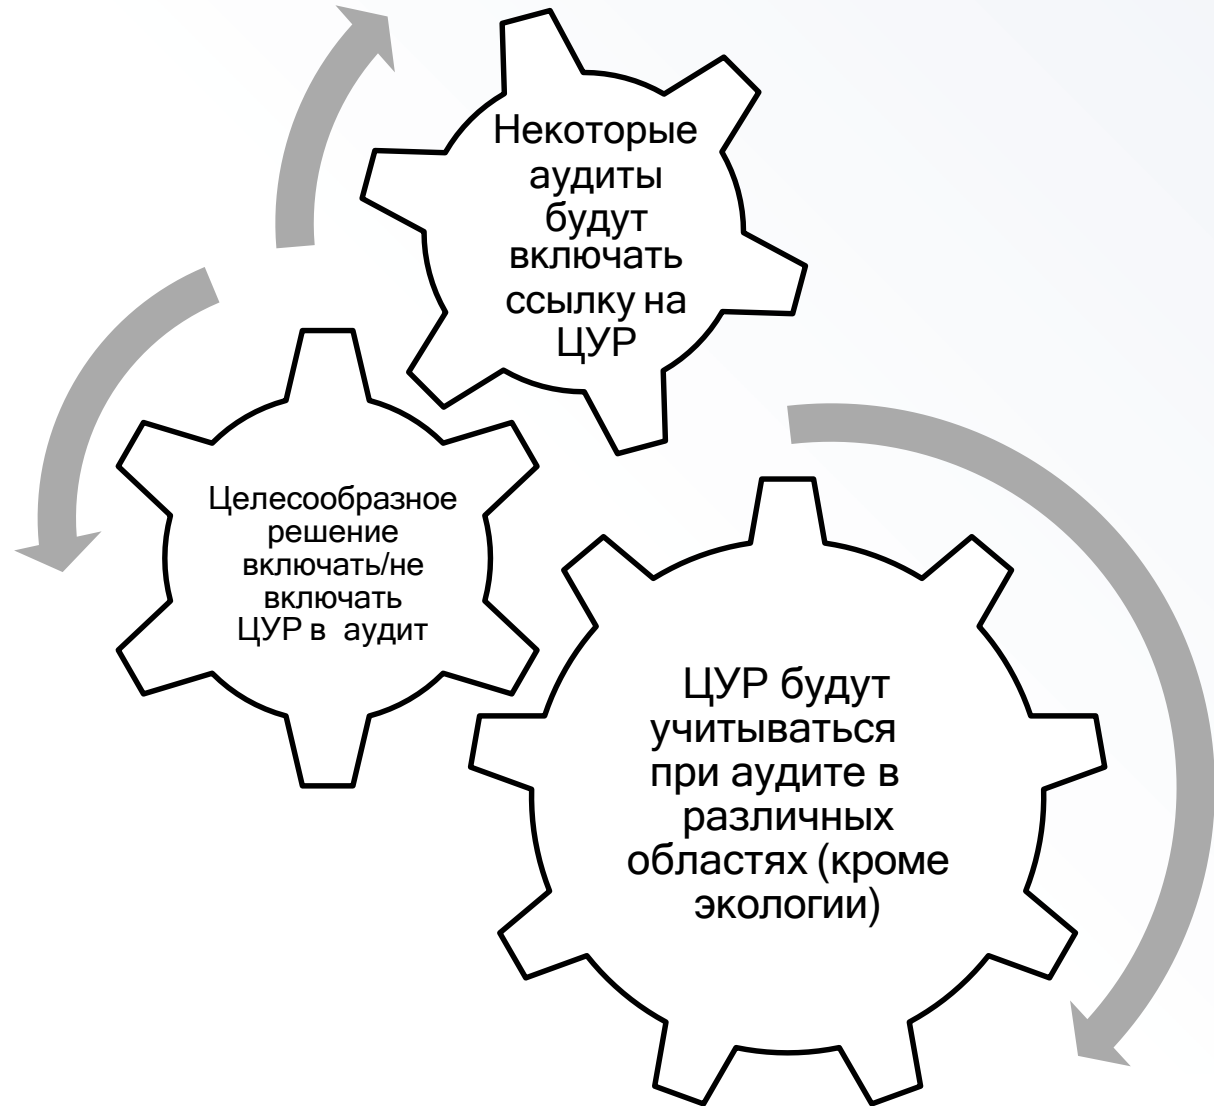 Некоторые
аудиты
будут
включать
ссылку на
ЦУР
Целесообразное
решение
включать/не
включать
ЦУР в аудит
ЦУР будут
учитываться
при аудите в
различных
областях (кроме
экологии)